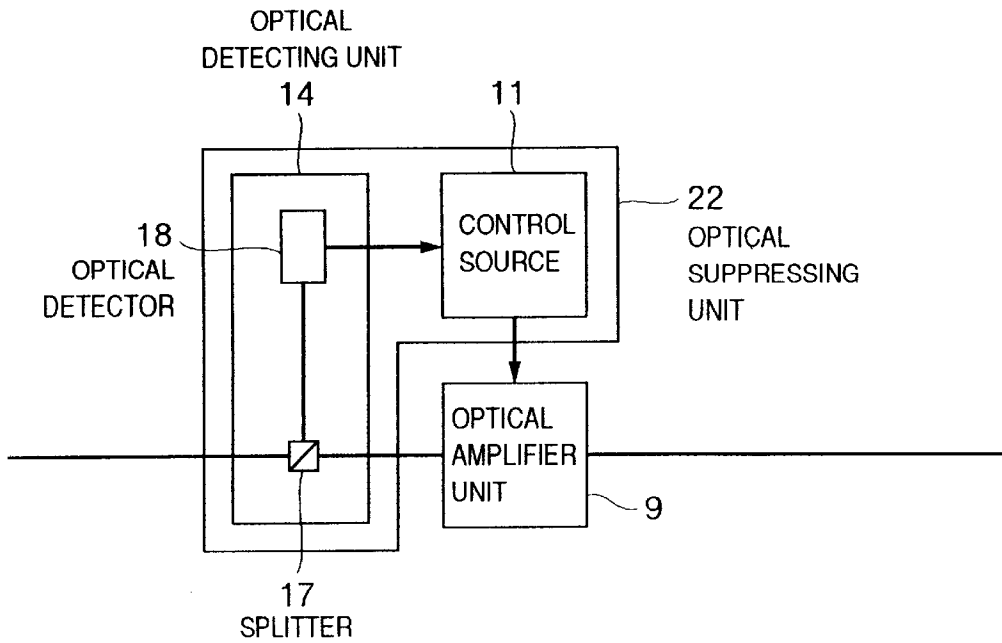 OPTICAL
DETECTING UNIT
14
11
22
OPTICAL
SUPPRESSING
UNIT
18
OPTICAL
DETECTOR
CONTROL
SOURCE
OPTICAL
AMPLIFIER
UNIT
9
17
SPLITTER